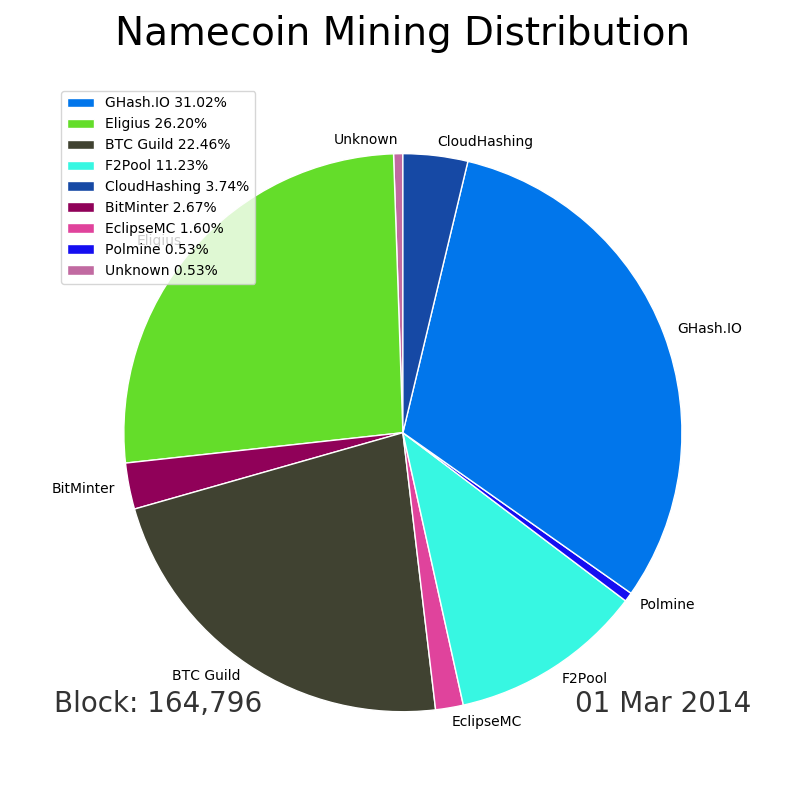 Namecoin Mining Distribution
GHash.IO 31.02%
Eligius 26.20%
BTC Guild 22.46%
F2Pool 11.23%
CloudHashing 3.74%
BitMinter 2.67%
EclipseMC 1.60%
Polmine 0.53%
Unknown 0.53%
Unknown
CloudHashing
Eligius
GHash.IO
BitMinter
Polmine
BTC Guild
F2Pool
EclipseMC
Block: 164,796
01 Mar 2014